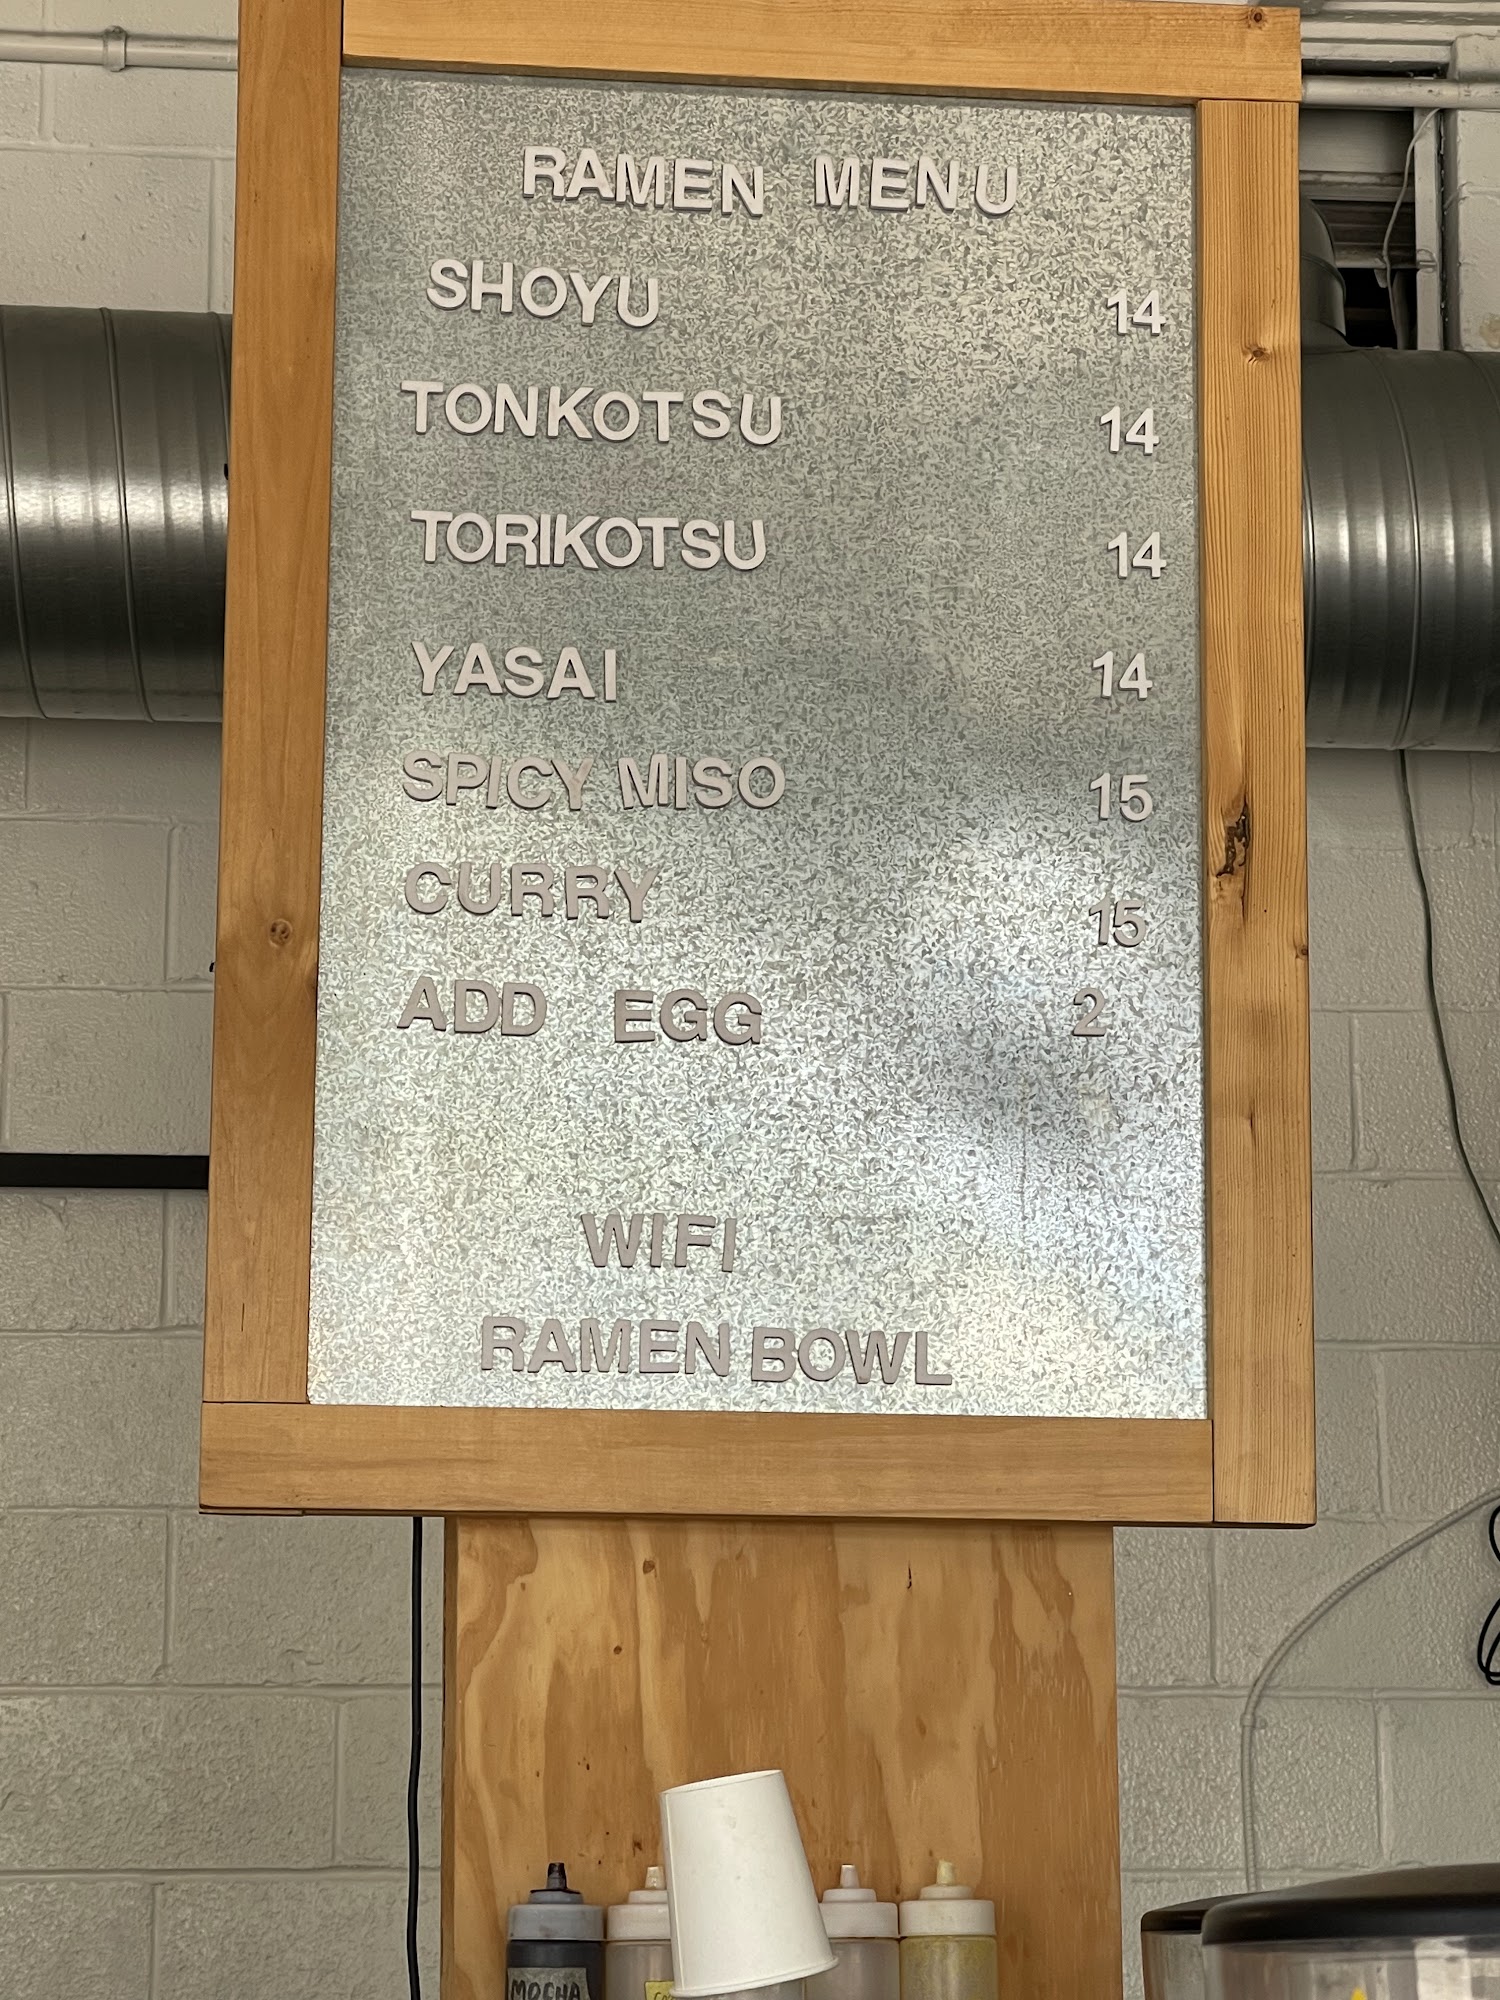 RAMEN MENU
SHOYU 14
TONKOTSU 14
TORIKOTSU 14
YASAI 14
SPICY MISO 15
CURRY 15
ADD EGG 2
WIFI
RAMEN BOWL
MOCHA